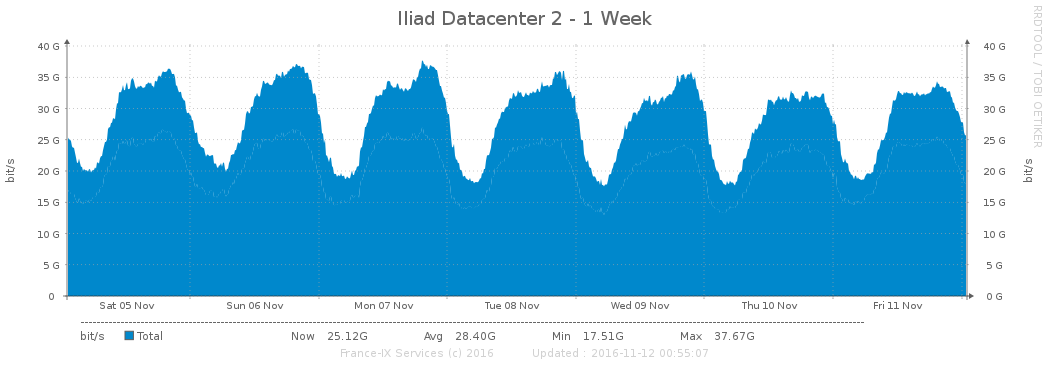 Iliad Datacenter 2 - 1 Week
RRDTOOL / TOBI OETIKER
40 G 40 G
35 G 35 G
30 G 30 G
25 G 25 G
20 G 20 G
15 G 15 G
10 G 10 G
5 G 5 G
0 0 G
bit/s bit/s
Sat 05 Nov Sun 06 Nov Mon 07 Nov Tue 08 Nov Wed 09 Nov Thu 10 Nov Fri 11 Nov
bit/s Total Now 25.12G Avg 28.40G Min 17.51G Max 37.67G
France-IX Services (c) 2016 Updated : 2016-11-12 00:55:07